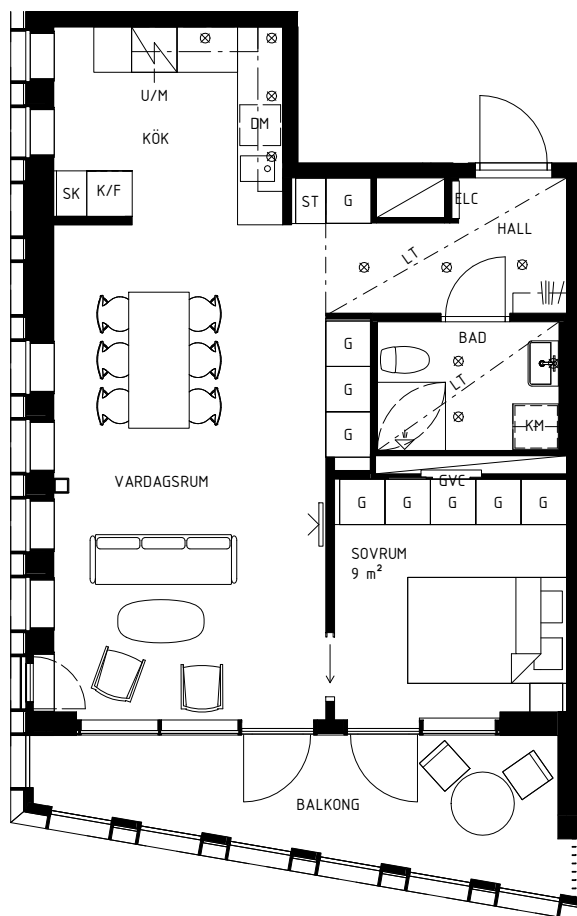 U/M
DM
KÖK
SK K/F
ST G
ELC
HALL
LT
BAD
G
LT
G
KM
G
VARDAGSRUM
GVC
G G G G G
SOVRUM
9 m²
BALKONG